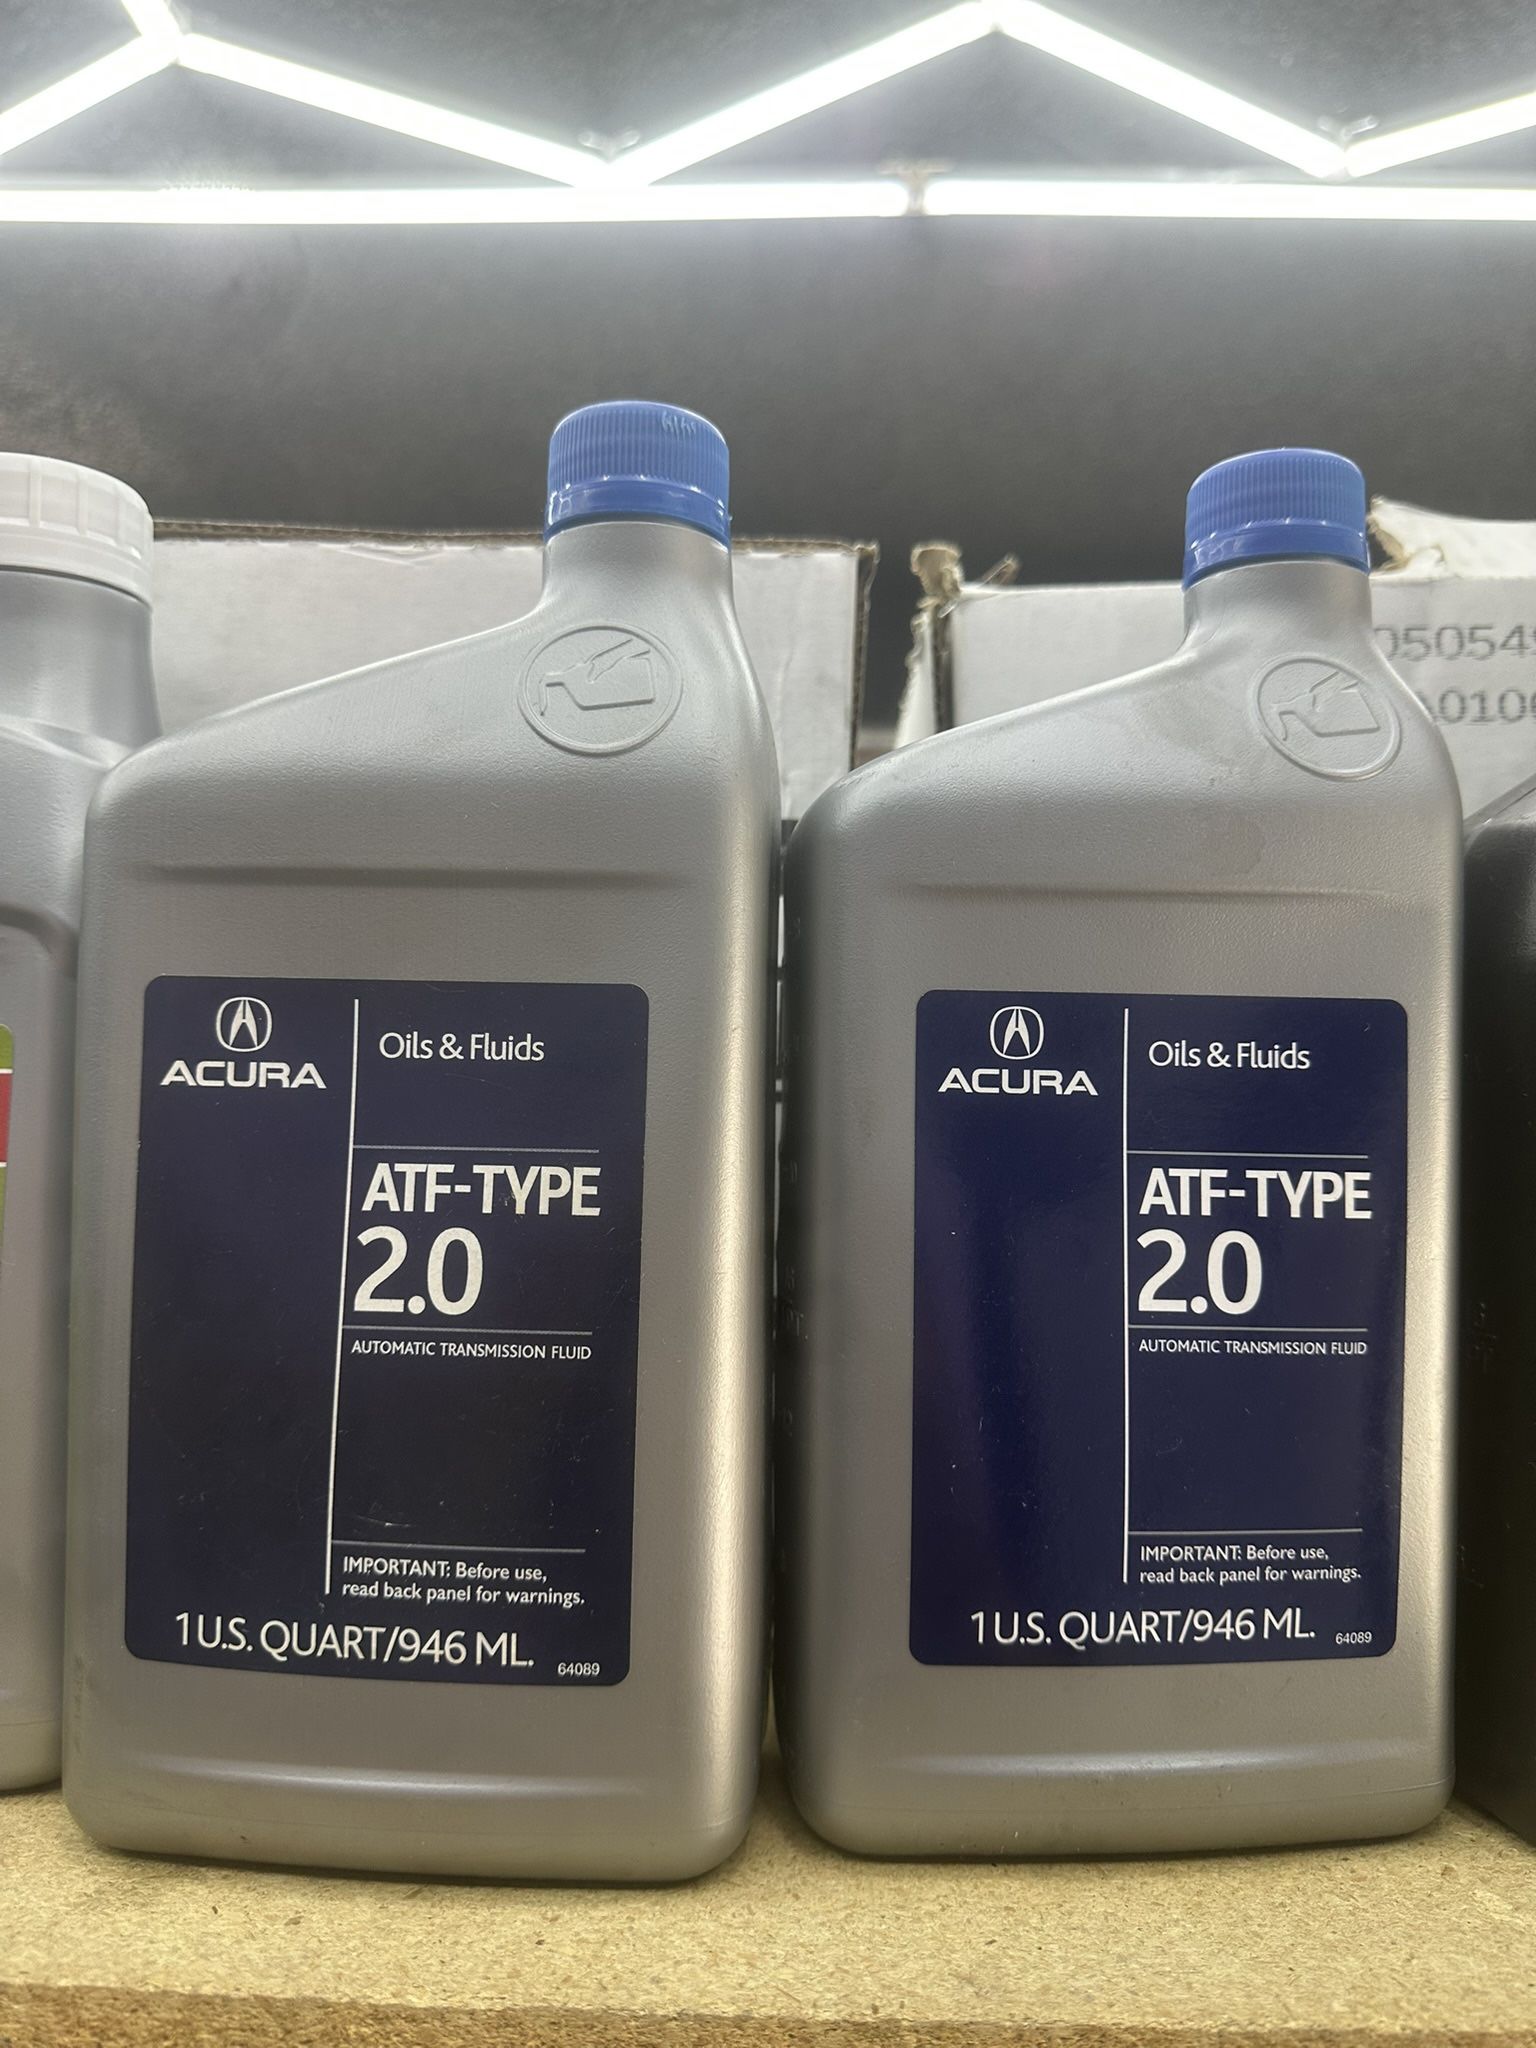 ACURA
Oils & Fluids
ATF-TYPE
2.0
AUTOMATIC TRANSMISSION FLUID
IMPORTANT: Before use,
read back panel for warnings.
1 U.S. QUART/946 ML.
64089
ACURA
Oils & Fluids
ATF-TYPE
2.0
AUTOMATIC TRANSMISSION FLUID
IMPORTANT: Before use,
read back panel for warnings.
1 U.S. QUART/946 ML.
64089